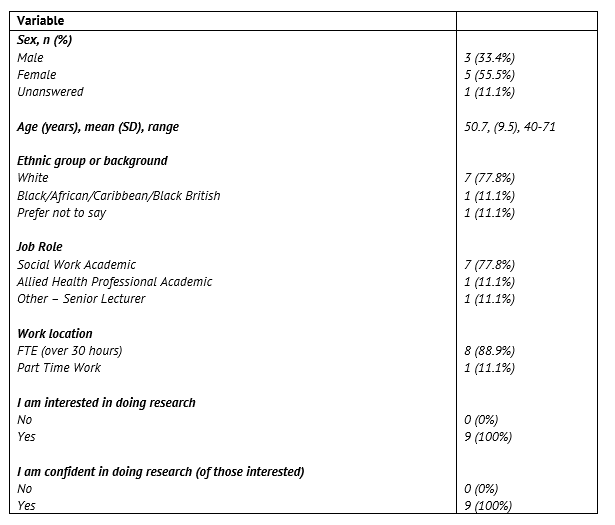 Variable
Sex, n (%)
Male 3 (33.4%)
Female 5 (55.5%)
Unanswered 1 (11.1%)
Age (years), mean (SD), range 50.7, (9.5), 40-71
Ethnic group or background
White 7 (77.8%)
Black/African/Caribbean/Black British 1 (11.1%)
Prefer not to say 1 (11.1%)
Job Role
Social Work Academic 7 (77.8%)
Allied Health Professional Academic 1 (11.1%)
Other – Senior Lecturer 1 (11.1%)
Work location
FTE (over 30 hours) 8 (88.9%)
Part Time Work 1 (11.1%)
I am interested in doing research
No 0 (0%)
Yes 9 (100%)
I am confident in doing research (of those interested)
No 0 (0%)
Yes 9 (100%)